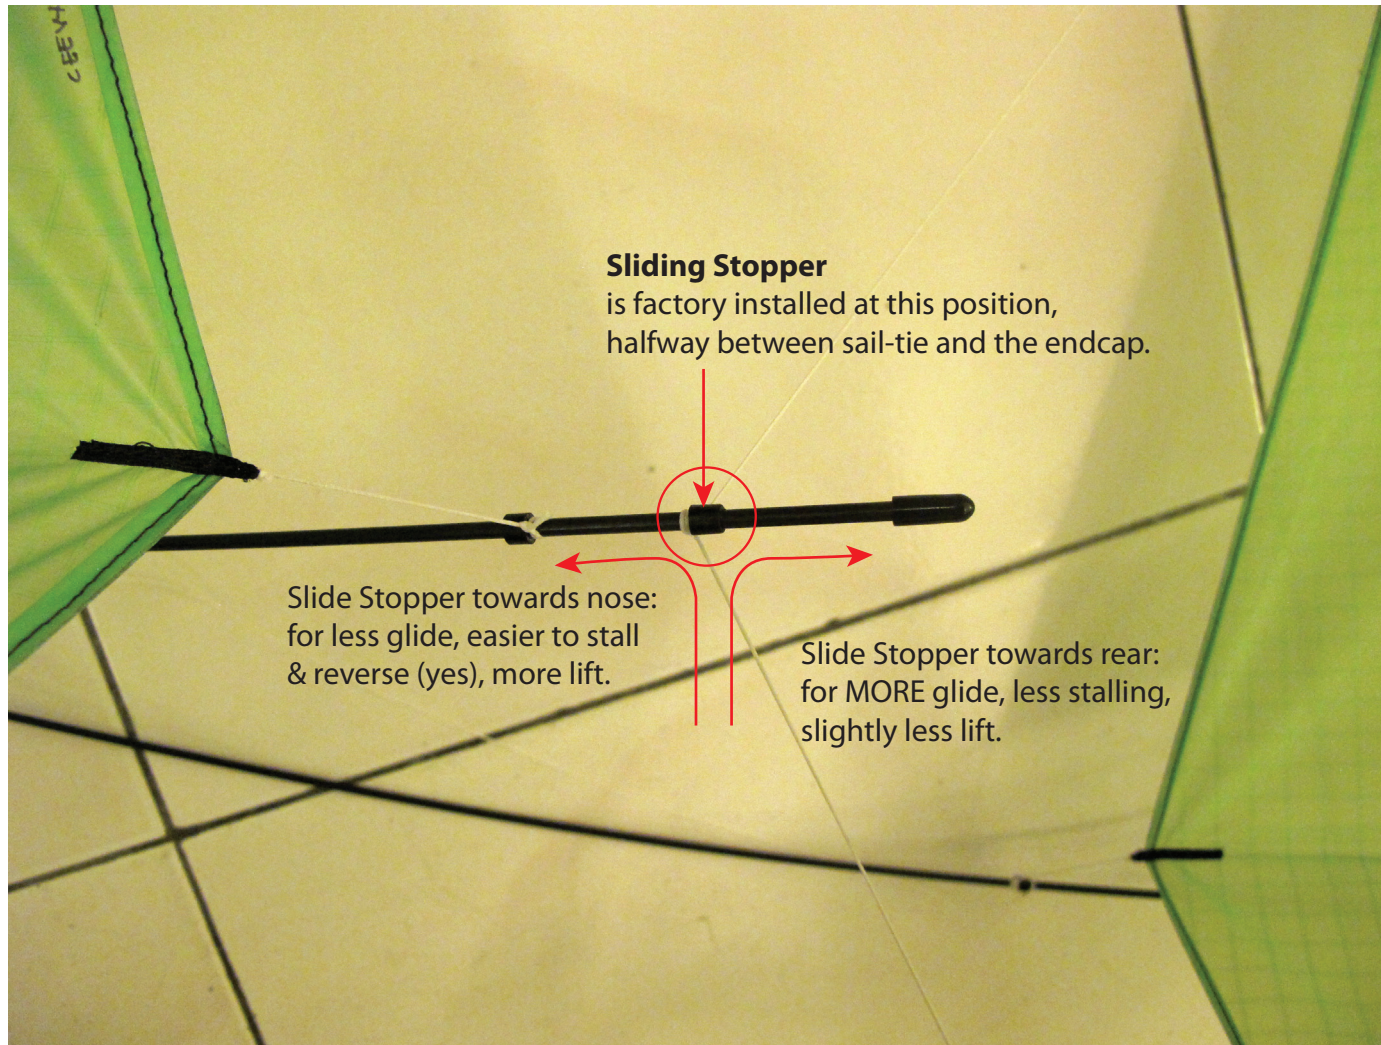 Sliding Stopper
is factory installed at this position,
halfway between sail-tie and the endcap.
Slide Stopper towards nose:
for less glide, easier to stall
& reverse (yes), more lift.
Slide Stopper towards rear:
for MORE glide, less stalling,
slightly less lift.